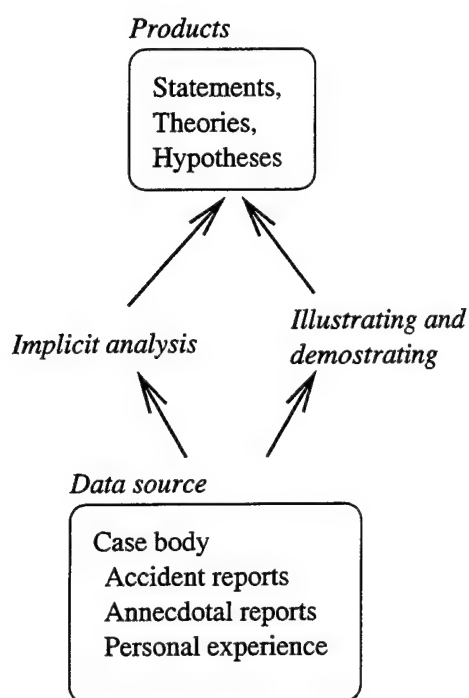 Products
Statements,
Theories,
Hypotheses
Implicit analysis
Illustrating and
demostrating
Data source
Case body
Accident reports
Annecdotal reports
Personal experience